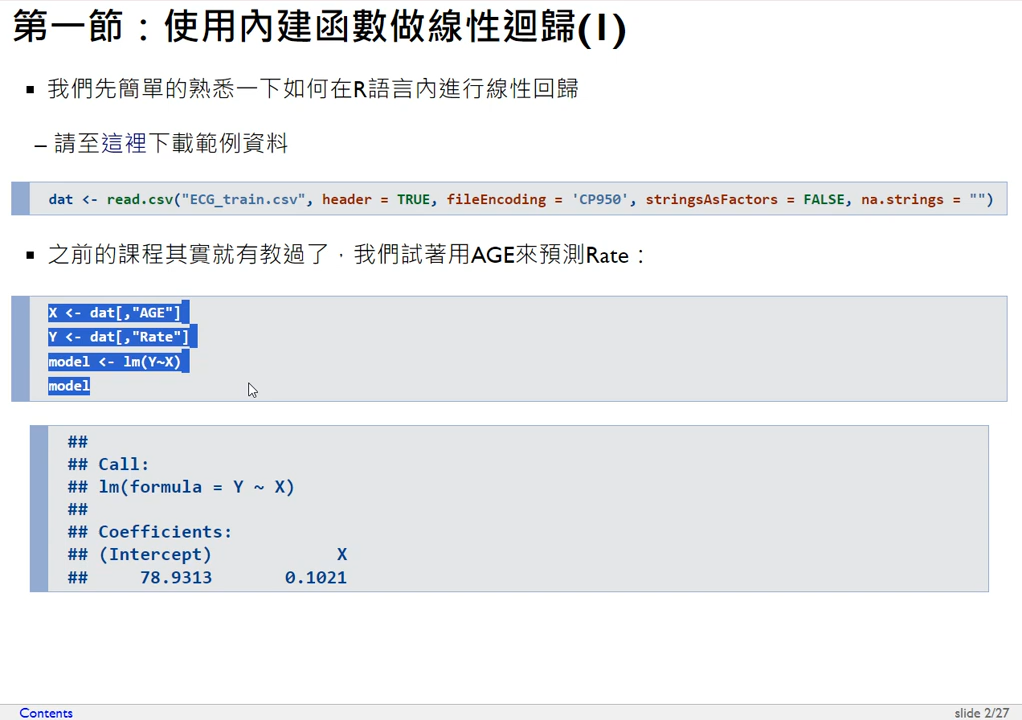 第一節：使用內建函數做線性迴歸(I)
我們先簡單的熟悉一下如何在R語言內進行線性回歸
– 請至這裡下載範例資料
dat <- read.csv("ECG_train.csv", header = TRUE, fileEncoding = 'CP950', stringsAsFactors = FALSE, na.strings = "")
之前的課程其實就有教過了，我們試著用AGE來預測Rate：
X <- dat[,"AGE"]
Y <- dat[,"Rate"]
model <- lm(Y~X)
model
##
## Call:
## lm(formula = Y ~ X)
##
## Coefficients:
## (Intercept)            X
##     78.9313       0.1021
Contents
slide 2/27